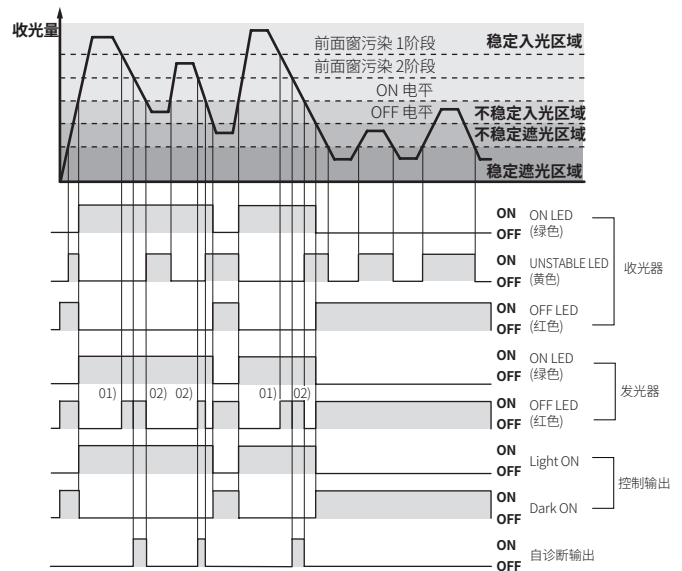 收光量
前面窗污染 1阶段
稳定入光区域
前面窗污染 2阶段
ON 电平
OFF 电平
不稳定入光区域
不稳定遮光区域
稳定遮光区域
ON
OFF
ON LED
(绿色)
ON
OFF
UNSTABLE LED
(黄色)
收光器
ON
OFF
OFF LED
(红色)
ON
OFF
ON LED
(绿色)
发光器
01) 02) 02) 01) 02)
ON
OFF
OFF LED
(红色)
ON
OFF
Light ON
控制输出
ON
OFF
Dark ON
ON
OFF
自诊断输出